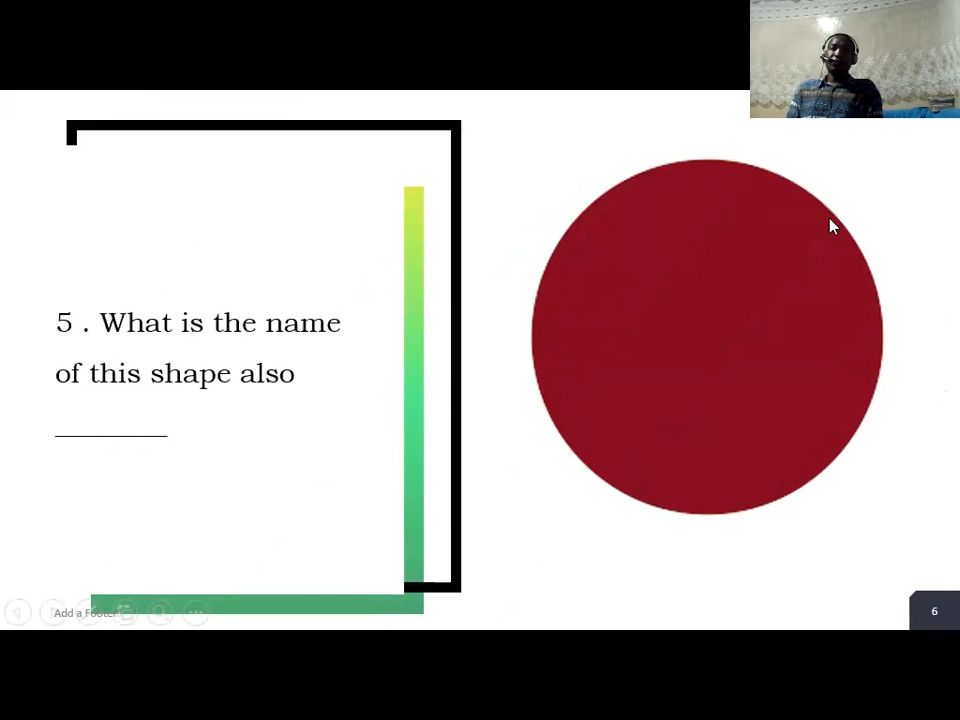 5 . What is the name
of this shape also
________
Add a Footer
6